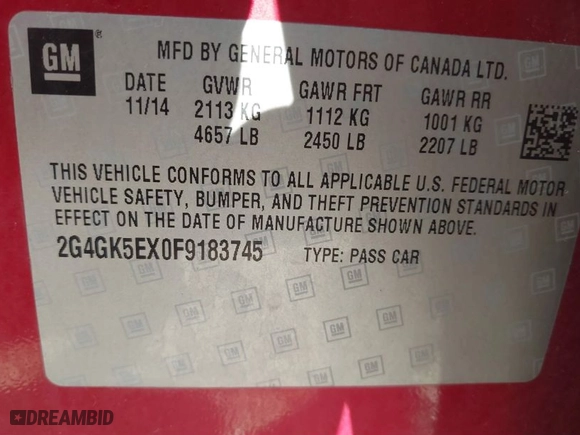 GM
MFD BY GENERAL MOTORS OF CANADA LTD.
DATE GVWR GAWR FRT GAWR RR
11/14 2113 KG 1112 KG 1001 KG
4657 LB 2450 LB 2207 LB
THIS VEHICLE CONFORMS TO ALL APPLICABLE U.S. FEDERAL MOTOR
VEHICLE SAFETY, BUMPER, AND THEFT PREVENTION STANDARDS IN
EFFECT ON THE DATE OF MANUFACTURE SHOWN ABOVE.
2G4GK5EX0F9183745 TYPE: PASS CAR
DREAMBID